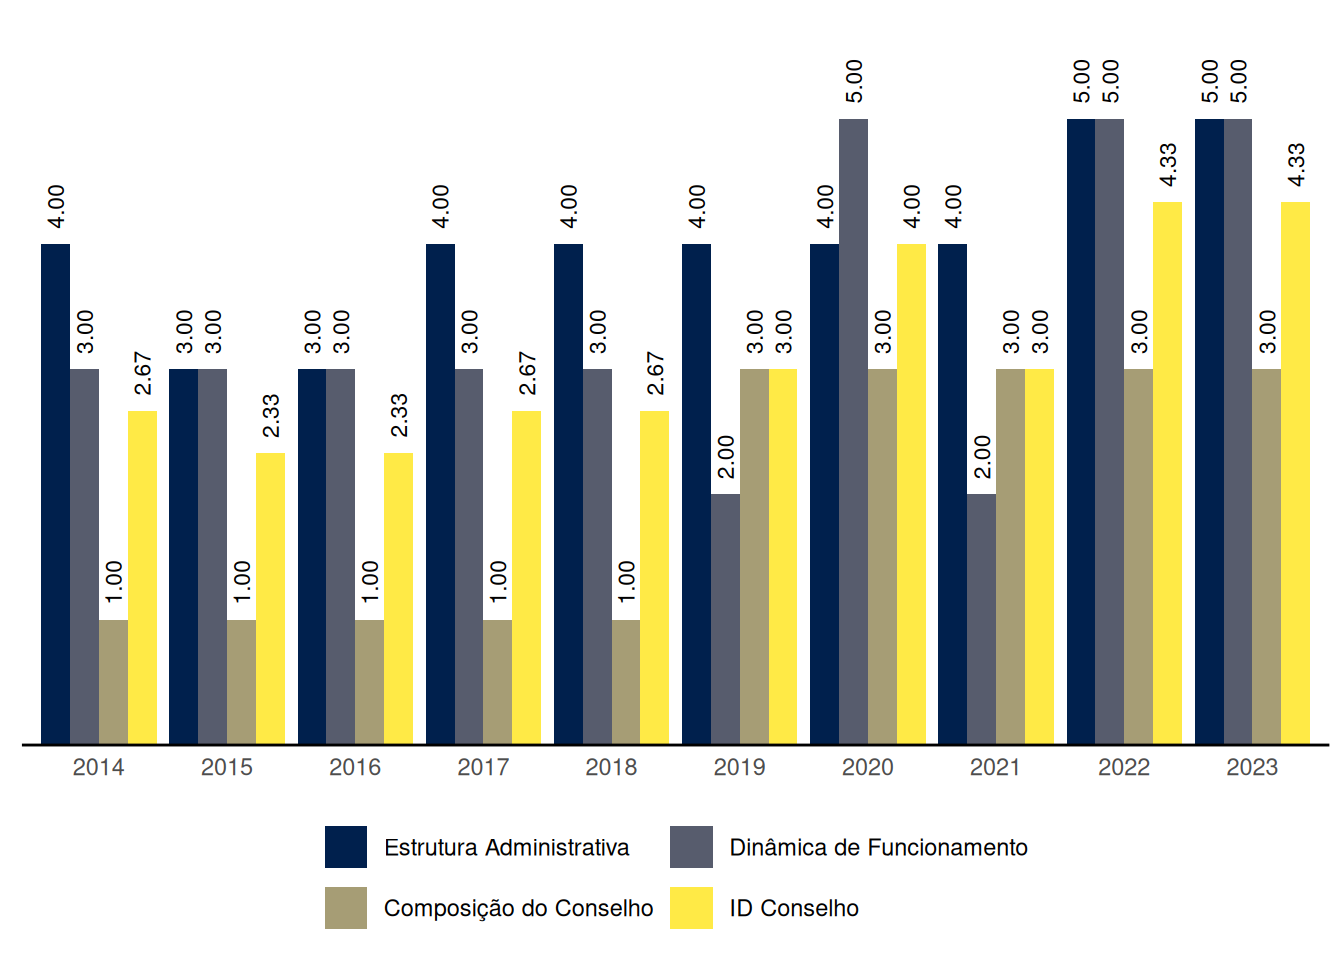 4.00 3.00 1.00 2.67 3.00 3.00 1.00 2.33 3.00 3.00 1.00 2.33 4.00 3.00 1.00 2.67 4.00 3.00 1.00 2.67 4.00 2.00 3.00 3.00 4.00 5.00 3.00 4.00 4.00 2.00 3.00 3.00 5.00 5.00 3.00 4.33 5.00 5.00 3.00 4.33
2014 2015 2016 2017 2018 2019 2020 2021 2022 2023
Estrutura Administrativa Dinâmica de Funcionamento
Composição do Conselho ID Conselho